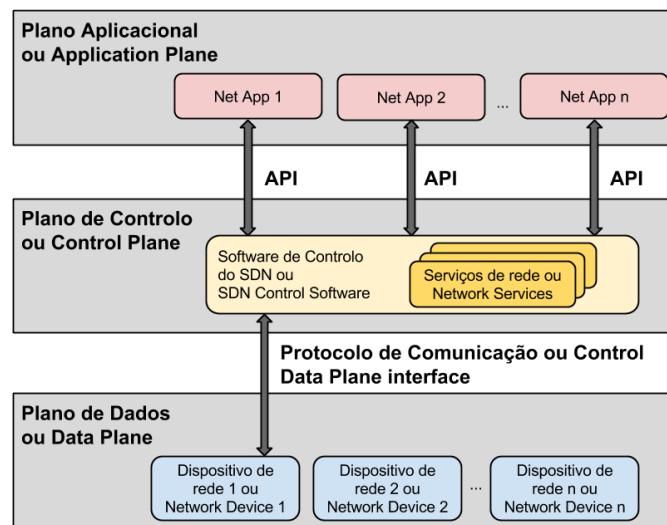 Plano Aplicacional
ou Application Plane
Net App 1
Net App 2
...
Net App n
API
API
API
Plano de Controlo
ou Control Plane
Software de Controlo
do SDN ou
SDN Control Software
Serviços de rede ou
Network Services
Protocolo de Comunicação ou Control
Data Plane interface
Plano de Dados
ou Data Plane
Dispositivo de
rede 1 ou
Network Device 1
Dispositivo de
rede 2 ou
Network Device 2
...
Dispositivo de
rede n ou
Network Device n